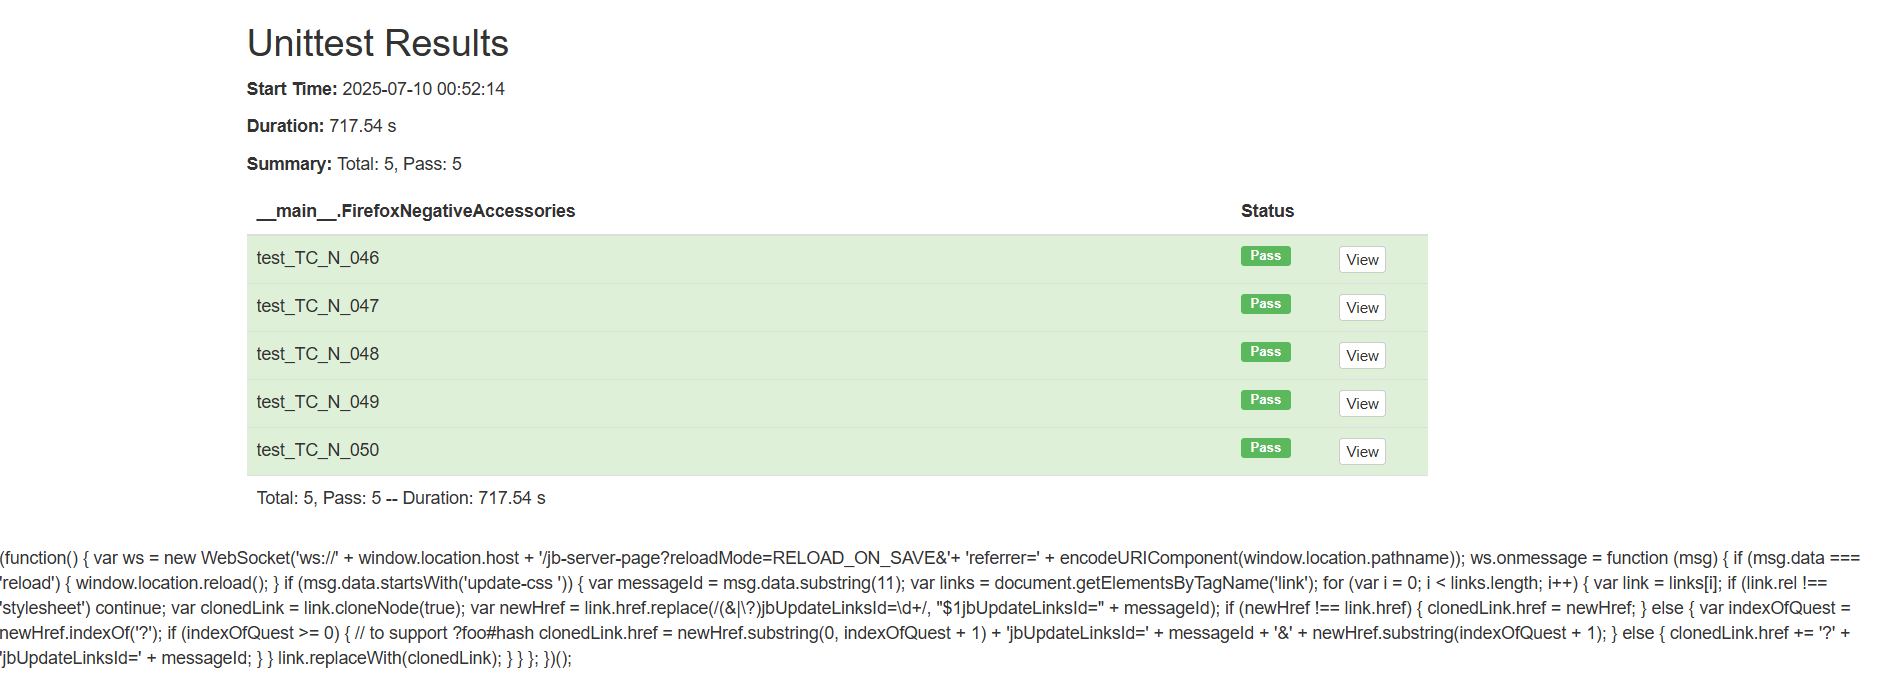 Unittest Results
Start Time: 2025-07-10 00:52:14
Duration: 717.54 s
Summary: Total: 5, Pass: 5
__main__.FirefoxNegativeAccessories Status
test_TC_N_046 Pass View
test_TC_N_047 Pass View
test_TC_N_048 Pass View
test_TC_N_049 Pass View
test_TC_N_050 Pass View
Total: 5, Pass: 5 -- Duration: 717.54 s
(function() { var ws = new WebSocket('ws://' + window.location.host + '/jb-server-page?reloadMode=RELOAD_ON_SAVE&'+ 'referrer=' + encodeURIComponent(window.location.pathname)); ws.onmessage = function (msg) { if (msg.data ===
'reload') { window.location.reload(); } if (msg.data.startsWith('update-css ')) { var messageId = msg.data.substring(11); var links = document.getElementsByTagName('link'); for (var i = 0; i < links.length; i++) { var link = links[i]; if (link.rel !==
'stylesheet') continue; var clonedLink = link.cloneNode(true); var newHref = link.href.replace(/(&|\?)jbUpdateLinksId=\d+/, "$1jbUpdateLinksId=" + messageId); if (newHref !== link.href) { clonedLink.href = newHref; } else { var indexOfQuest =
newHref.indexOf('?'); if (indexOfQuest >= 0) { // to support ?foo#hash clonedLink.href = newHref.substring(0, indexOfQuest + 1) + 'jbUpdateLinksId=' + messageId + '&' + newHref.substring(indexOfQuest + 1); } else { clonedLink.href += '?' +
'jbUpdateLinksId=' + messageId; } } link.replaceWith(clonedLink); } } }; })();